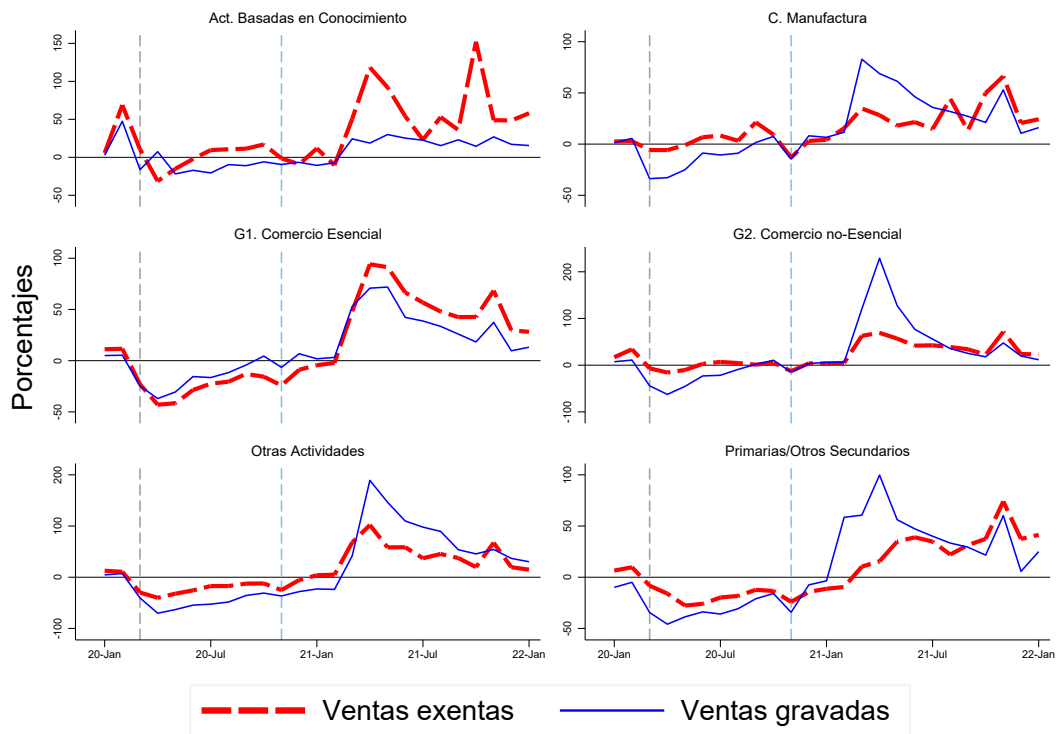 Act. Basadas en Conocimiento
150
100
50
0
-50
C. Manufactura
100
50
0
-50
G1. Comercio Esencial
100
50
0
-50
G2. Comercio no-Esencial
200
100
0
-100
Porcentajes
Otras Actividades
200
100
0
-100
20-Jan 20-Jul 21-Jan 21-Jul 22-Jan
Primarias/Otros Secundarios
100
50
0
-50
20-Jan 20-Jul 21-Jan 21-Jul 22-Jan
Ventas exentas Ventas gravadas